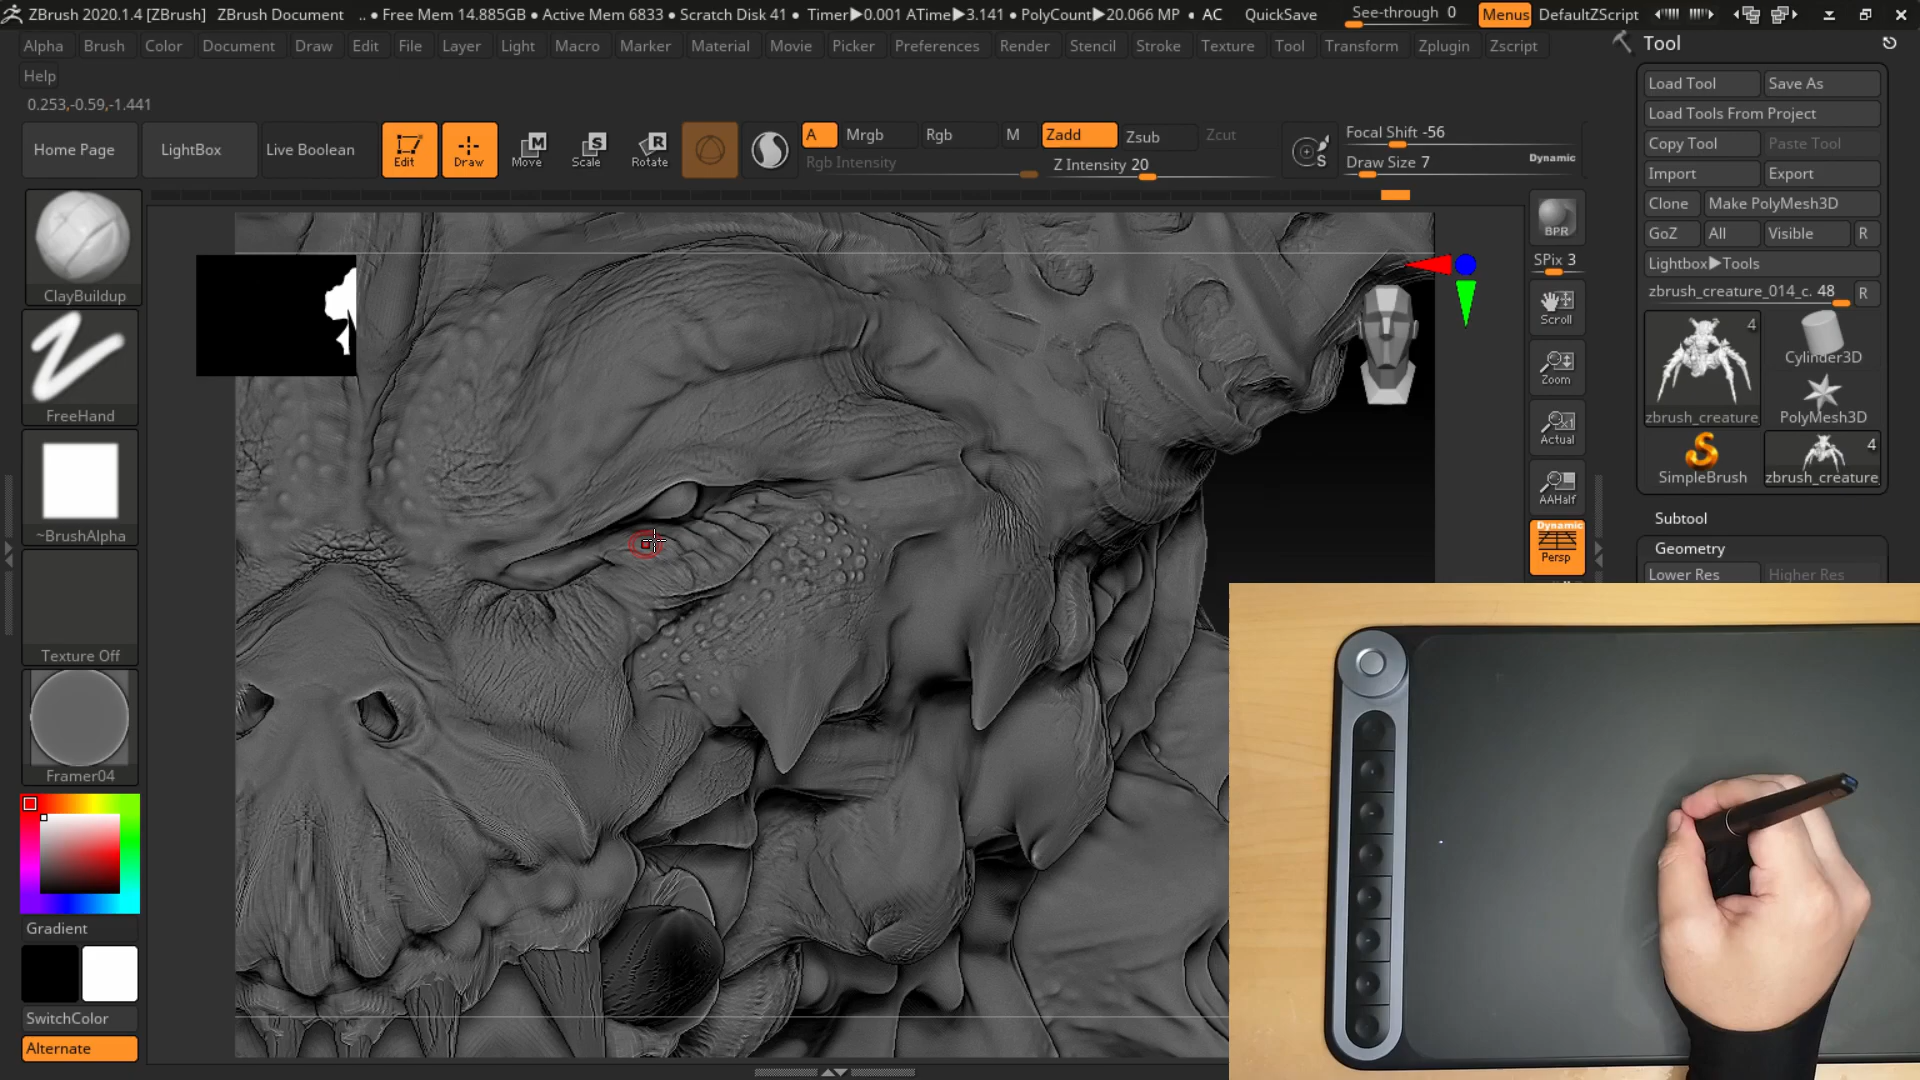 ZBrush 2020.1.4 [ZBrush] ZBrush Document .. ● Free Mem 14.885GB ● Active Mem 6833 ● Scratch Disk 41 ● Timer▶0.001 ATime▶3.141 ● PolyCount▶20.066 MP ● AC QuickSave See-through 0 Menus DefaultZScript
Alpha Brush Color Document Draw Edit File Layer Light Macro Marker Material Movie Picker Preferences Render Stencil Stroke Texture Tool Transform Zplugin Zscript
Help
0.253,-0.59,-1.441
Home Page LightBox Live Boolean Edit Draw Move Scale Rotate
A Mrgb Rgb M Zadd Zsub Zcut
Rgb Intensity Z Intensity 20
S
Focal Shift -56
Draw Size 7 Dynamic
ClayBuildup
FreeHand
~BrushAlpha
Texture Off
Framer04
Gradient
SwitchColor
Alternate
BPR
SPix 3
Scroll
Zoom
Actual
AAHalf
Dynamic
Persp
Tool
Load Tool Save As
Load Tools From Project
Copy Tool Paste Tool
Import Export
Clone Make PolyMesh3D
GoZ All Visible R
Lightbox▶Tools
zbrush_creature_014_c. 48 R
4
zbrush_creature
Cylinder3D
PolyMesh3D
SimpleBrush
4
zbrush_creature
Subtool
Geometry
Lower Res Higher Res